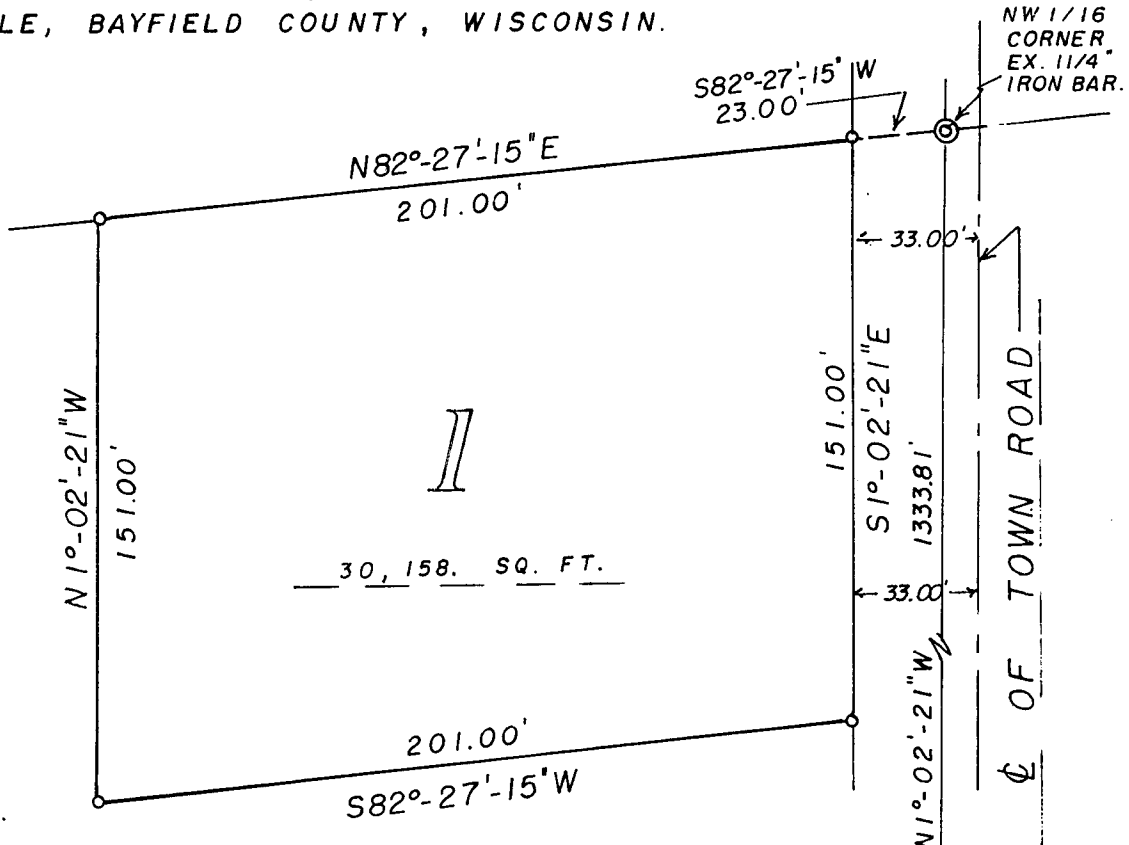 LE, BAYFIELD COUNTY, WISCONSIN.
NW 1/16
CORNER
EX. 1 1/4"
IRON BAR.
S82°-27'-15" W
23.00'
N82°-27'-15"E
201.00'
33.00'
N1°-02'-21"W
151.00'
1
30,158. SQ. FT.
151.00'
S1°-02'-21"E
1333.81'
N1°-02'-21"W
33.00'
℄ OF TOWN ROAD
201.00'
S82°-27'-15"W